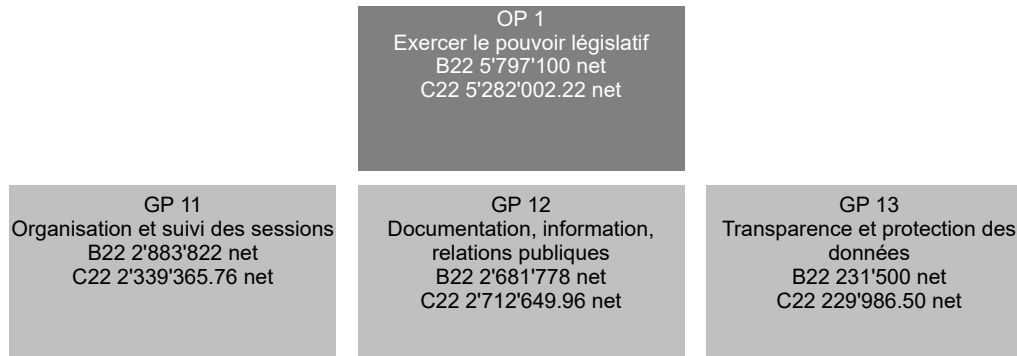 OP 1
Exercer le pouvoir législatif
B22 5'797'100 net
C22 5'282'002.22 net
GP 11
Organisation et suivi des sessions
B22 2'883'822 net
C22 2'339'365.76 net
GP 12
Documentation, information,
relations publiques
B22 2'681'778 net
C22 2'712'649.96 net
GP 13
Transparence et protection des
données
B22 231'500 net
C22 229'986.50 net